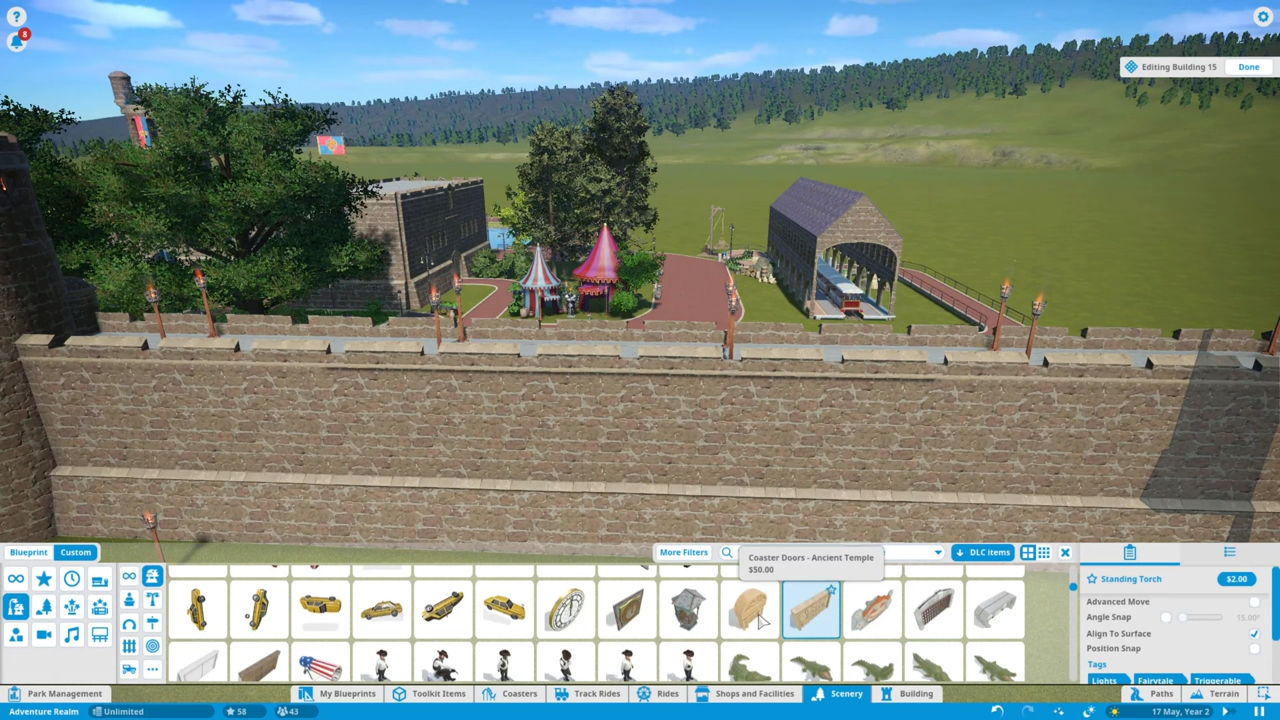 ?
8
Editing Building 15
Done
Blueprint
Custom
More Filters
DLC items
Coaster Doors - Ancient Temple
$50.00
Standing Torch
$2.00
Advanced Move
Angle Snap
15.00°
Align To Surface
Position Snap
Tags
Lights
Fairytale
Triggerable
Park Management
My Blueprints
Toolkit Items
Coasters
Track Rides
Rides
Shops and Facilities
Scenery
Building
Paths
Terrain
Adventure Realm
Unlimited
58
43
17 May, Year 2